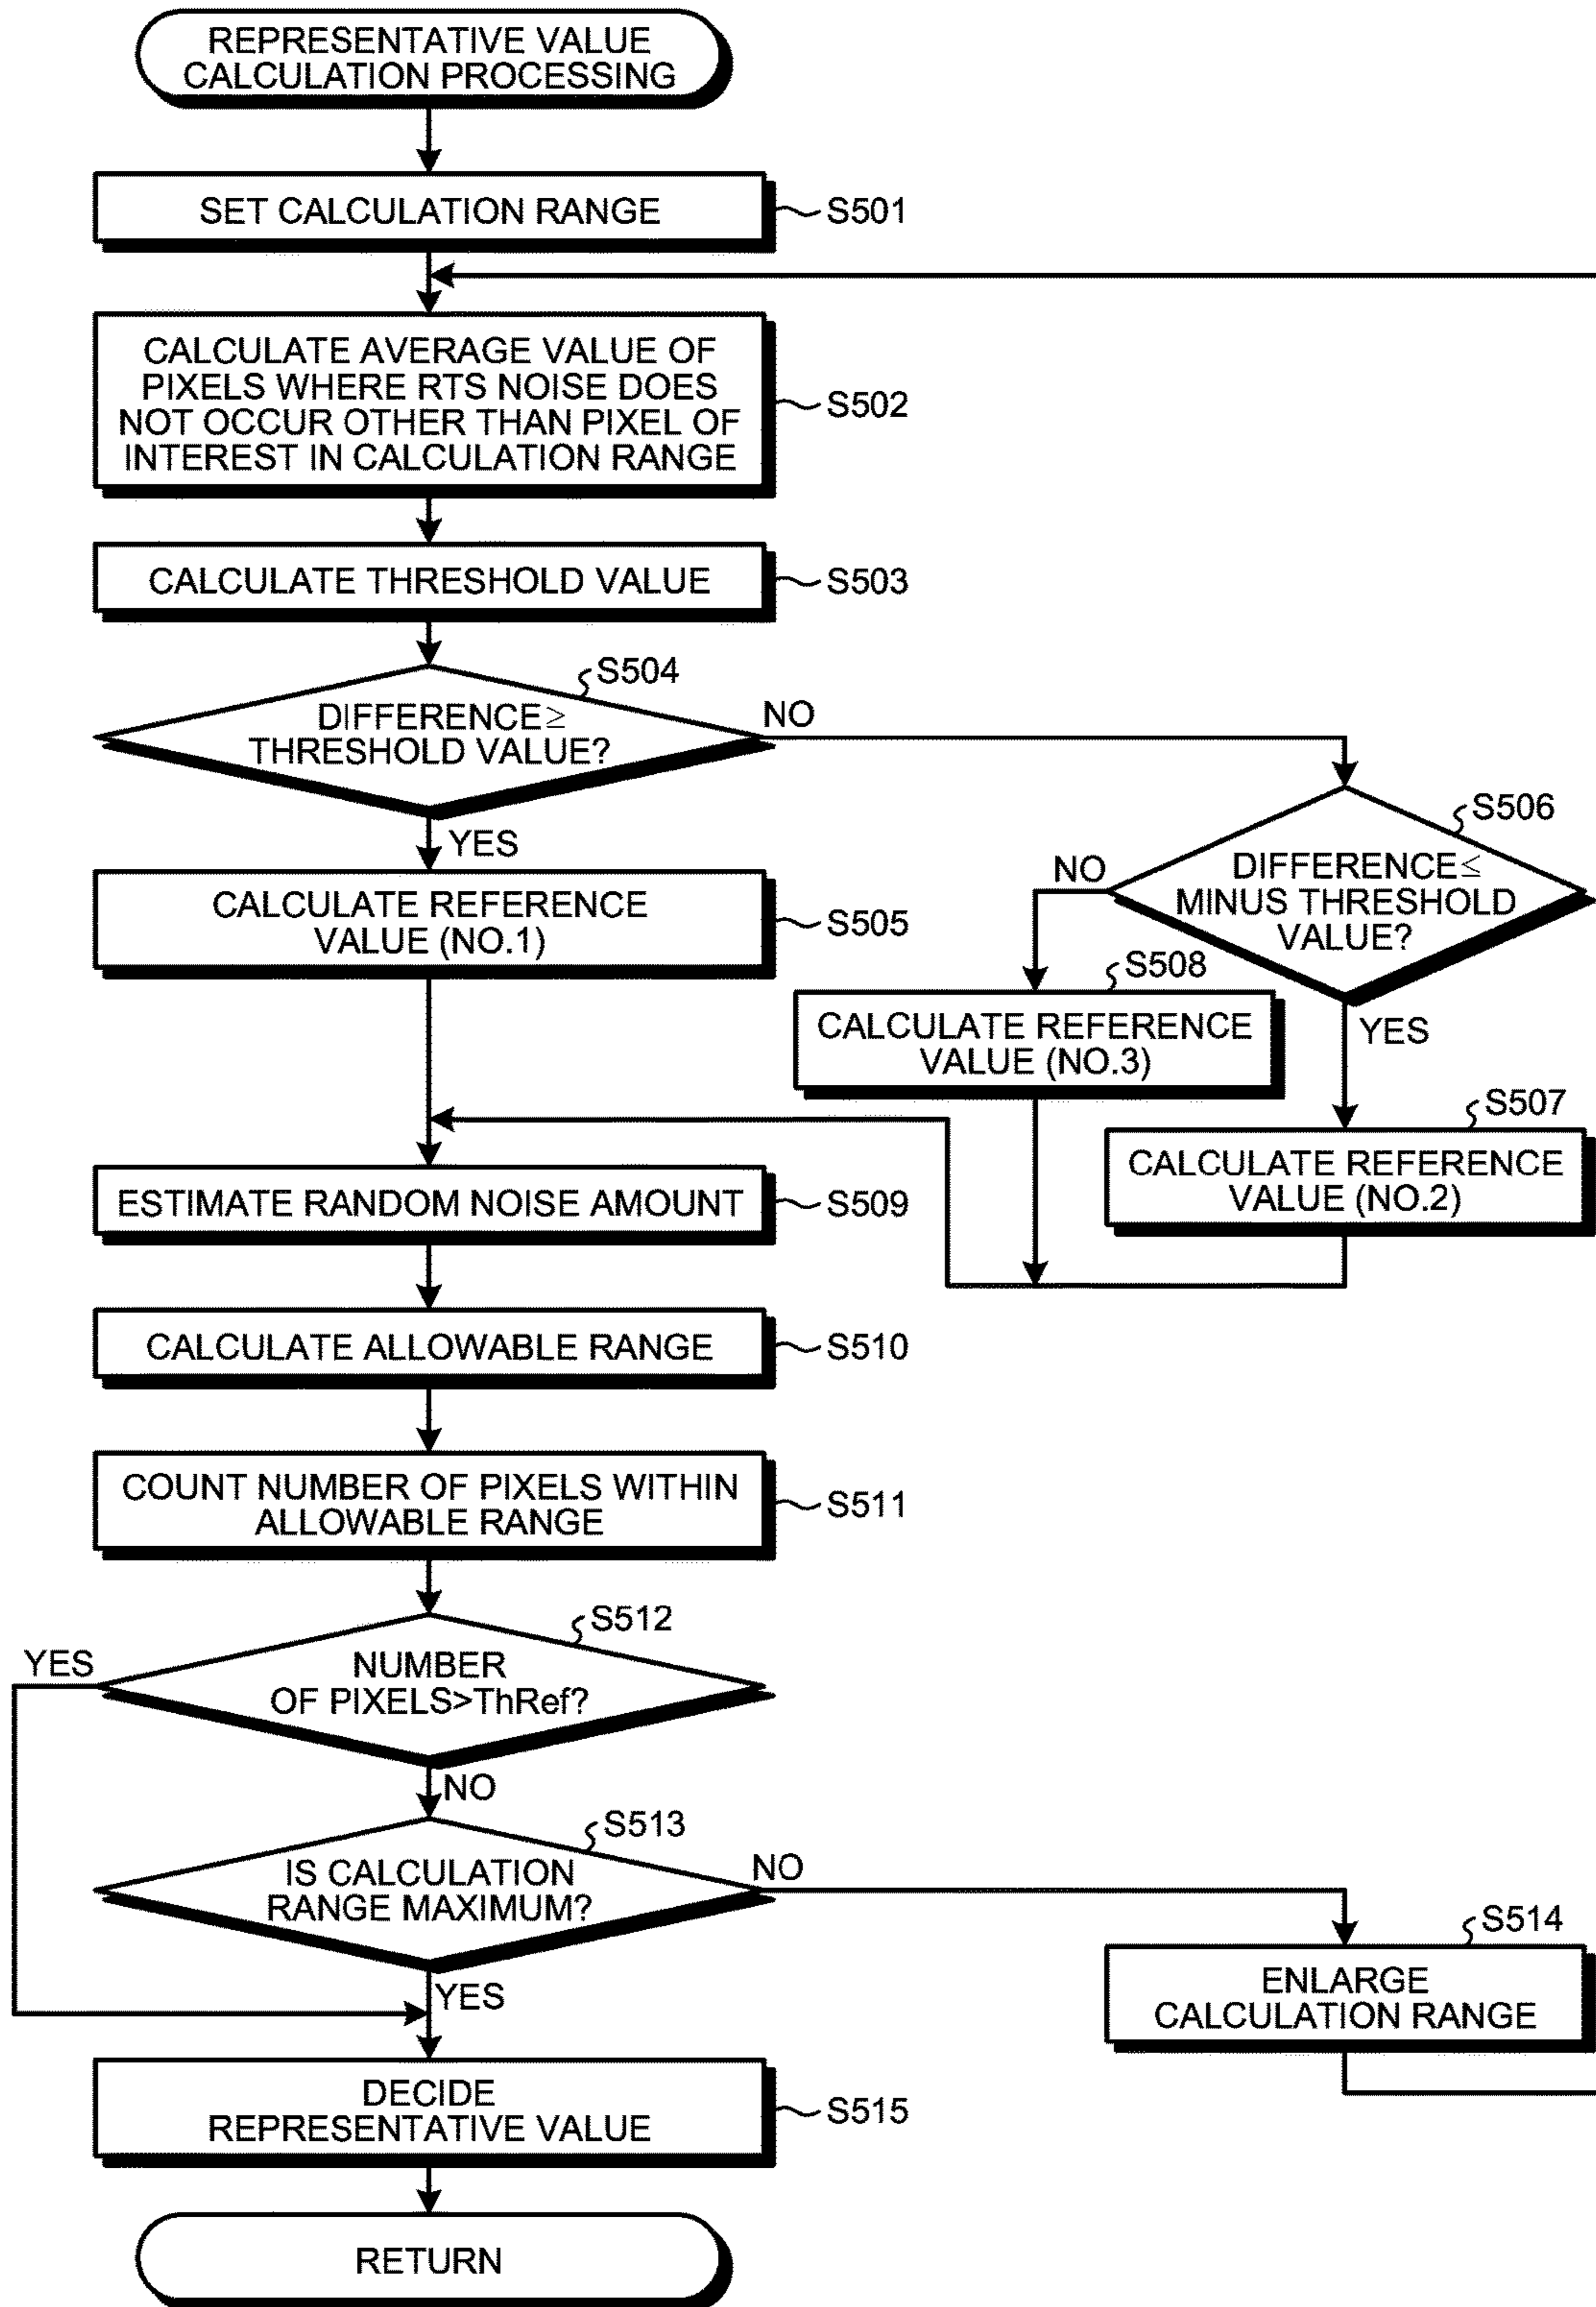 REPRESENTATIVE VALUE
CALCULATION PROCESSING
SET CALCULATION RANGE
S501
CALCULATE AVERAGE VALUE OF
PIXELS WHERE RTS NOISE DOES
NOT OCCUR OTHER THAN PIXEL OF
INTEREST IN CALCULATION RANGE
S502
CALCULATE THRESHOLD VALUE
S503
S504
DIFFERENCE≥
THRESHOLD VALUE?
NO
YES
S506
DIFFERENCE≤
MINUS THRESHOLD
VALUE?
NO
YES
CALCULATE REFERENCE
VALUE (NO.1)
S505
S508
CALCULATE REFERENCE
VALUE (NO.3)
S507
CALCULATE REFERENCE
VALUE (NO.2)
ESTIMATE RANDOM NOISE AMOUNT
S509
CALCULATE ALLOWABLE RANGE
S510
COUNT NUMBER OF PIXELS WITHIN
ALLOWABLE RANGE
S511
S512
YES
NUMBER
OF PIXELS>ThRef?
NO
S513
IS CALCULATION
RANGE MAXIMUM?
NO
YES
S514
ENLARGE
CALCULATION RANGE
DECIDE
REPRESENTATIVE VALUE
S515
RETURN